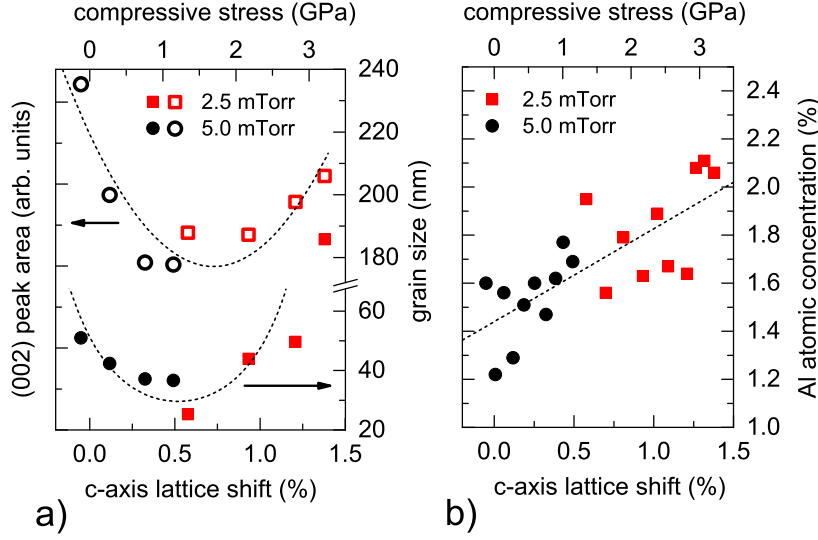 compressive stress (GPa)
0 1 2 3
(002) peak area (arb. units)
2.5 mTorr
5.0 mTorr
240
220
200
180
60
40
20
grain size (nm)
0.0 0.5 1.0 1.5
c-axis lattice shift (%)
a)
compressive stress (GPa)
0 1 2 3
2.5 mTorr
5.0 mTorr
2.4
2.2
2.0
1.8
1.6
1.4
1.2
1.0
Al atomic concentration (%)
0.0 0.5 1.0 1.5
c-axis lattice shift (%)
b)